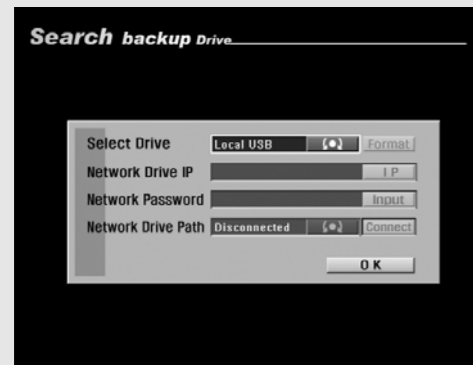 Search backup Drive
Select Drive Local USB Format
Network Drive IP IP
Network Password Input
Network Drive Path Disconnected Connect
OK